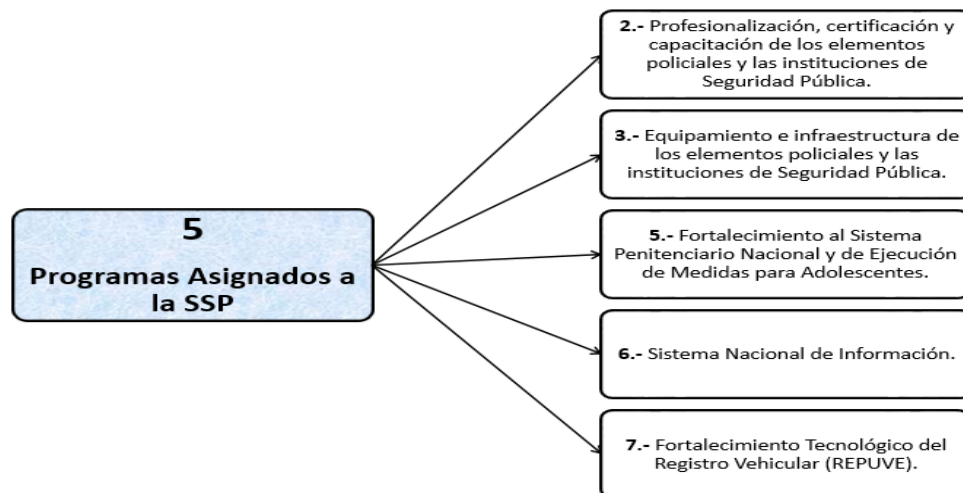 5
Programas Asignados a
la SSP
2.- Profesionalización, certificación y
capacitación de los elementos
policiales y las instituciones de
Seguridad Pública.
3.- Equipamiento e infraestructura de
los elementos policiales y las
instituciones de Seguridad Pública.
5.- Fortalecimiento al Sistema
Penitenciario Nacional y de Ejecución
de Medidas para Adolescentes.
6.- Sistema Nacional de Información.
7.- Fortalecimiento Tecnológico del
Registro Vehicular (REPUVE).